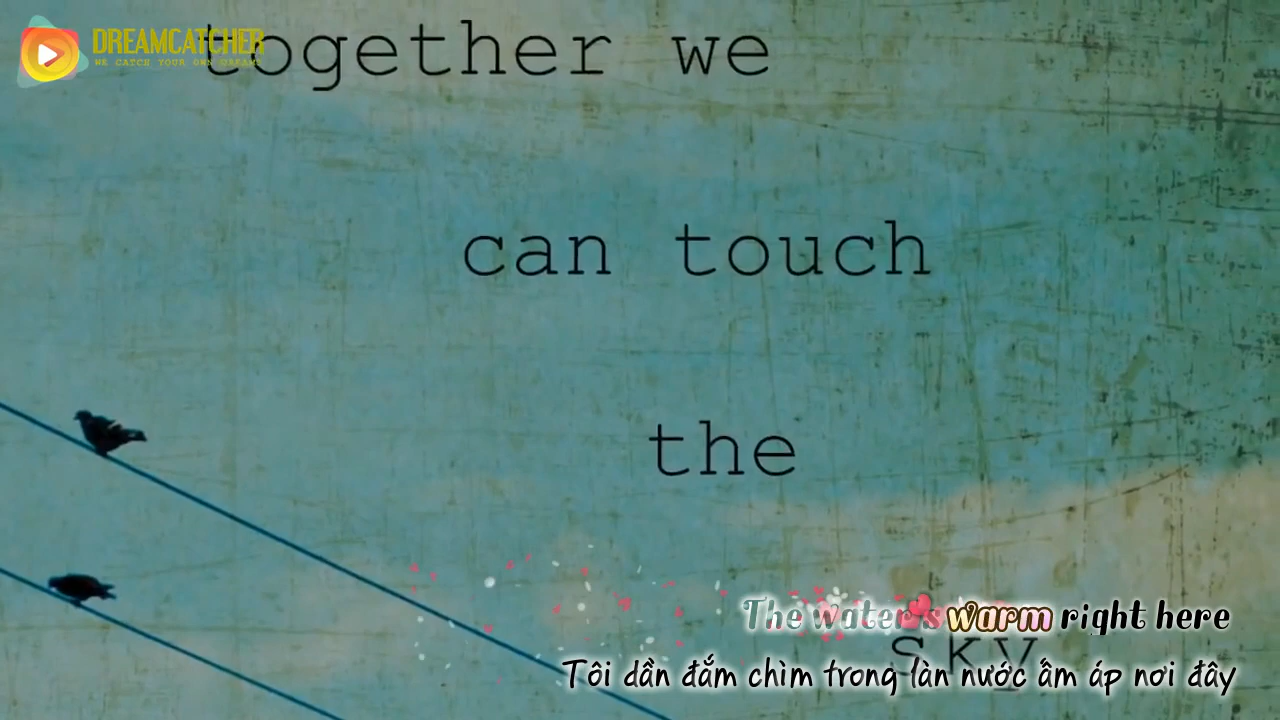 DREAMCATCHER
WE CATCH YOUR OWN DREAMS
together we
can touch
the
sky
The water's warm right here
Tôi dần đắm chìm trong làn nước ấm áp nơi đây